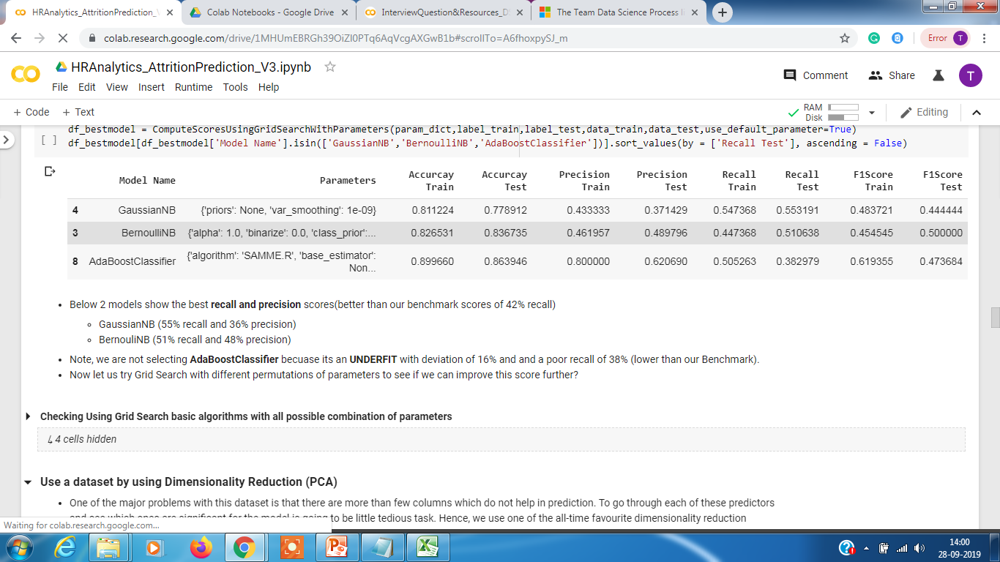 HRAnalytics_AttritionPrediction_V
Colab Notebooks - Google Drive
InterviewQuestion&Resources_D
The Team Data Science Process li
colab.research.google.com/drive/1MHUmEBRGh39OiZI0PTq6AqVcgAXGwB1b#scrollTo=A6fhoxpySJ_m
Error T
HRAnalytics_AttritionPrediction_V3.ipynb
Comment Share T
File Edit View Insert Runtime Tools Help
+ Code + Text
RAM
Disk
Editing
df_bestmodel = ComputeScoresUsingGridSearchWithParameters(param_dict,label_train,label_test,data_train,data_test,use_default_parameter=True)
[ ] df_bestmodel[df_bestmodel['Model Name'].isin(['GaussianNB','BernoulliNB','AdaBoostClassifier'])].sort_values(by = ['Recall Test'], ascending = False)
Model Name Parameters Accurcay Train Accurcay Test Precision Train Precision Test Recall Train Recall Test F1Score Train F1Score Test
4 GaussianNB {'priors': None, 'var_smoothing': 1e-09} 0.811224 0.778912 0.433333 0.371429 0.547368 0.553191 0.483721 0.444444
3 BernoulliNB {'alpha': 1.0, 'binarize': 0.0, 'class_prior':... 0.826531 0.836735 0.461957 0.489796 0.447368 0.510638 0.454545 0.500000
8 AdaBoostClassifier {'algorithm': 'SAMME.R', 'base_estimator': Non... 0.899660 0.863946 0.800000 0.620690 0.505263 0.382979 0.619355 0.473684
• Below 2 models show the best recall and precision scores(better than our benchmark scores of 42% recall)
◦ GaussianNB (55% recall and 36% precision)
◦ BernouliNB (51% recall and 48% precision)
• Note, we are not selecting AdaBoostClassifier becuase its an UNDERFIT with deviation of 16% and and a poor recall of 38% (lower than our Benchmark).
• Now let us try Grid Search with different permutations of parameters to see if we can improve this score further?
Checking Using Grid Search basic algorithms with all possible combination of parameters
4 cells hidden
Use a dataset by using Dimensionality Reduction (PCA)
• One of the major problems with this dataset is that there are more than few columns which do not help in prediction. To go through each of these predictors
and see which ones are significant for the model is going to be little tedious task. Hence, we use one of the all-time favourite dimensionality reduction
Waiting for colab.research.google.com...
14:00
28-09-2019